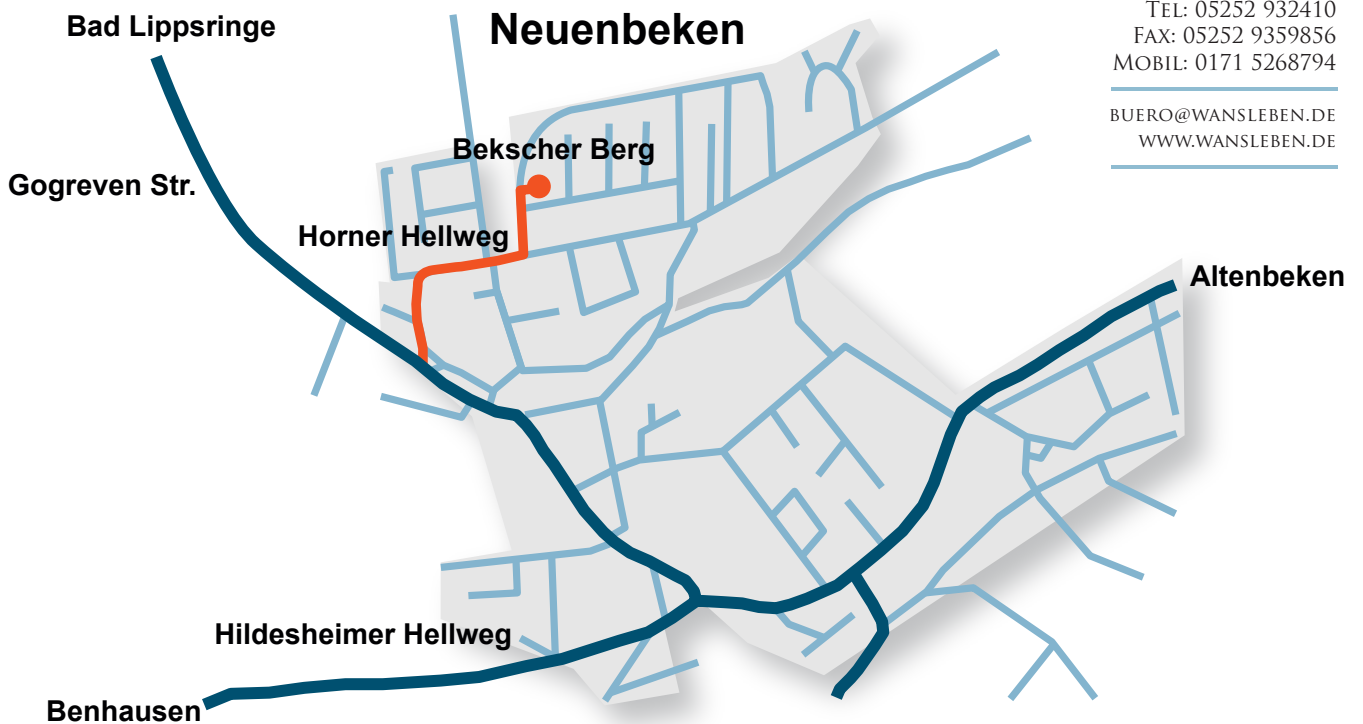 Neuenbeken
Bad Lippsringe
TEL: 05252 932410
FAX: 05252 9359856
MOBIL: 0171 5268794
BUERO@WANSLEBEN.DE
WWW.WANSLEBEN.DE
Bekscher Berg
Gogreven Str.
Horner Hellweg
Altenbeken
Hildesheimer Hellweg
Benhausen